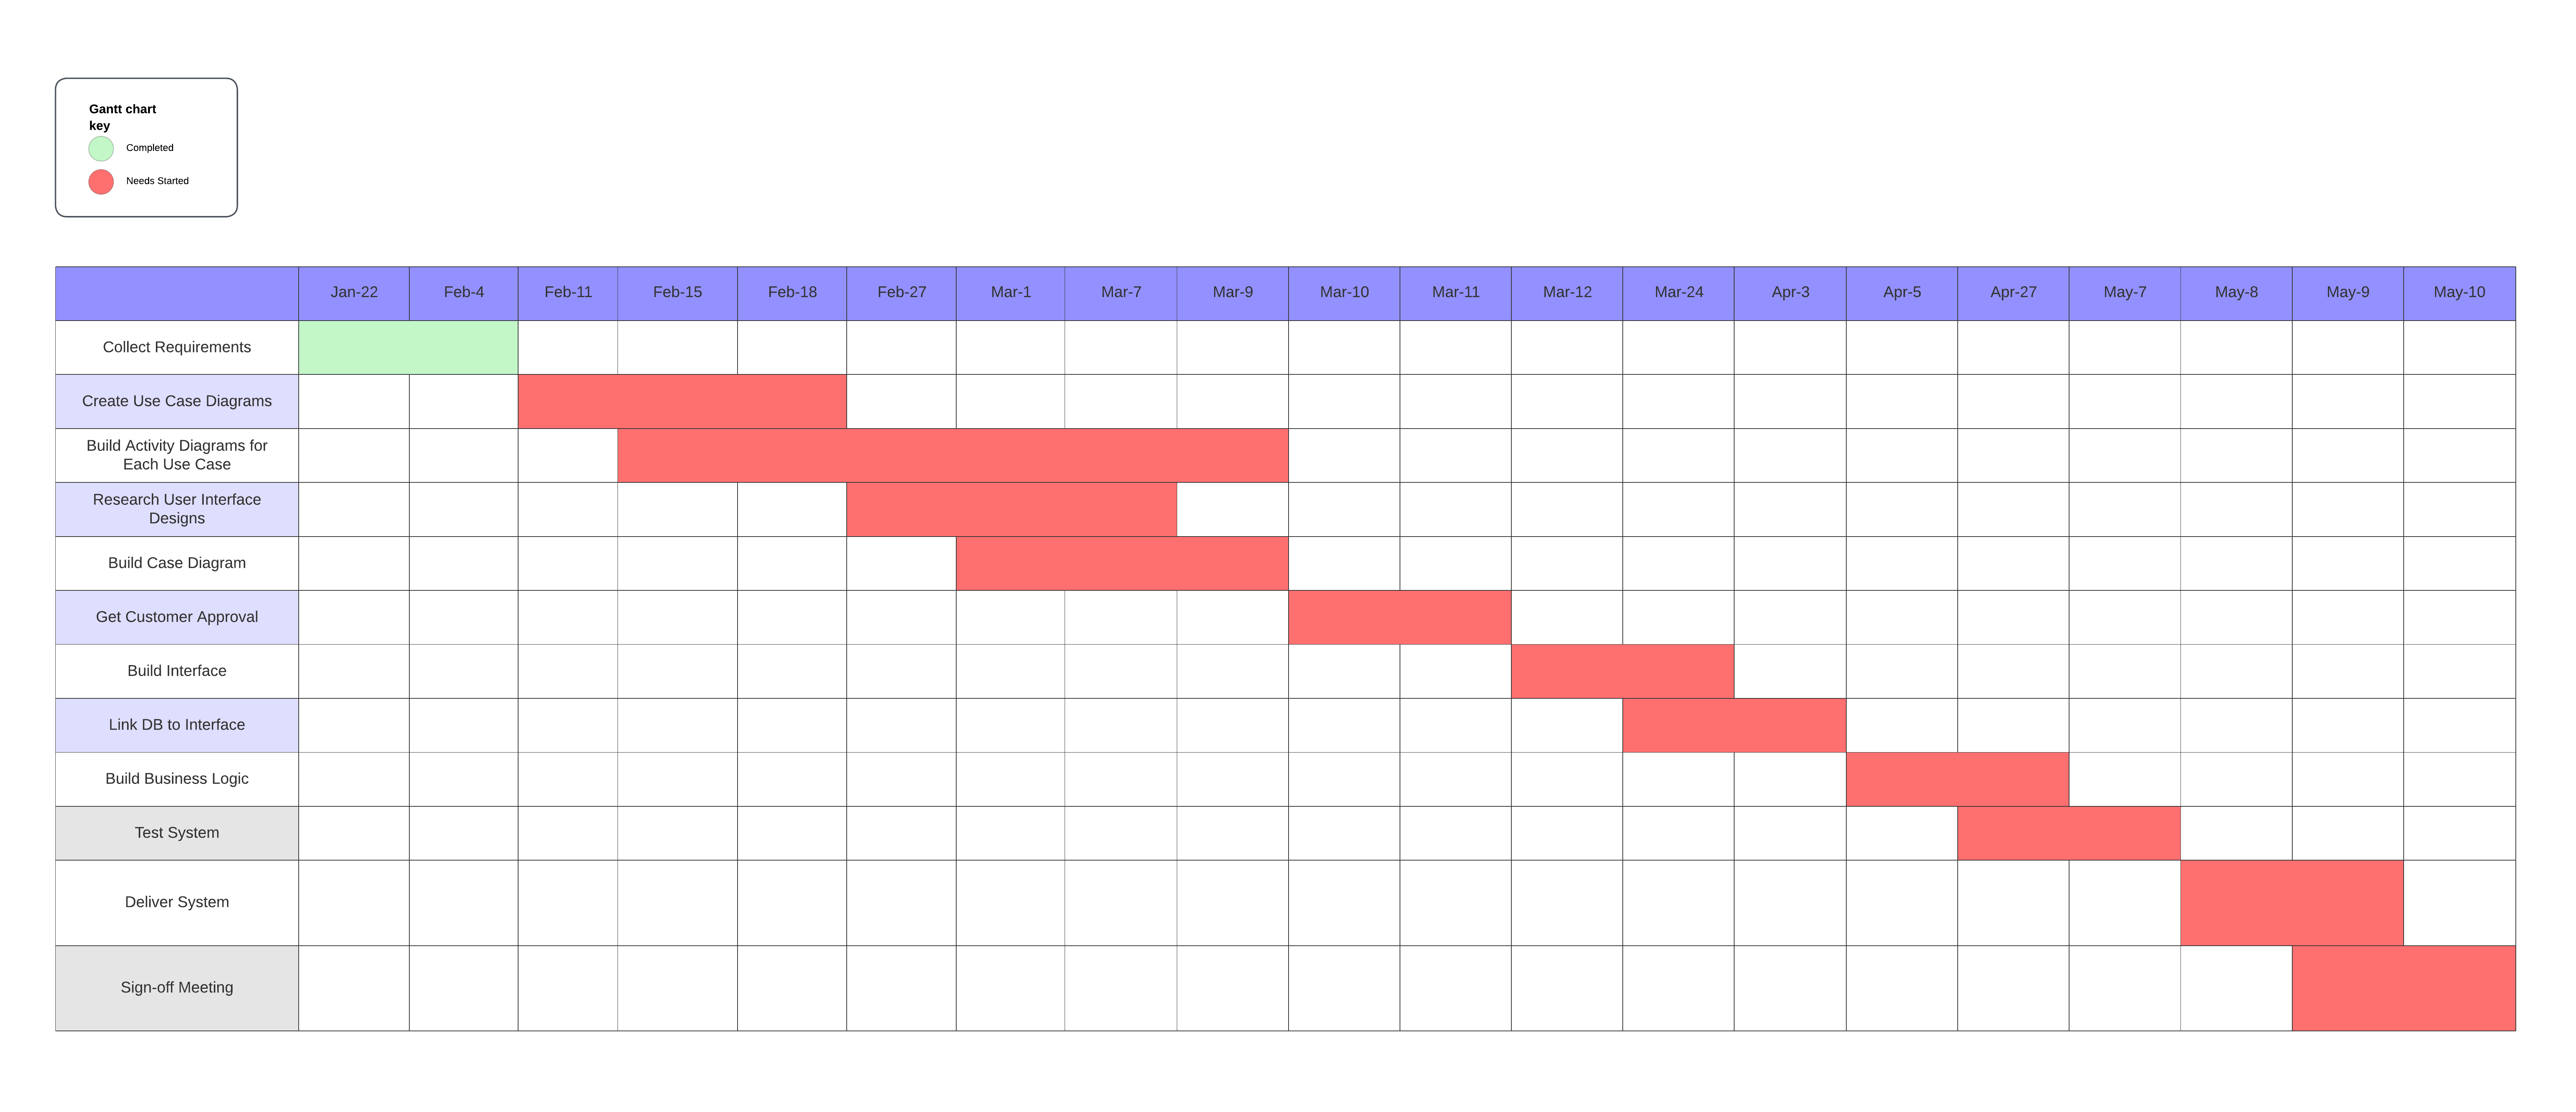 Gantt chart
key
Completed
Needs Started
Jan-22 Feb-4 Feb-11 Feb-15 Feb-18 Feb-27 Mar-1 Mar-7 Mar-9 Mar-10 Mar-11 Mar-12 Mar-24 Apr-3 Apr-5 Apr-27 May-7 May-8 May-9 May-10
Collect Requirements
Create Use Case Diagrams
Build Activity Diagrams for
Each Use Case
Research User Interface
Designs
Build Case Diagram
Get Customer Approval
Build Interface
Link DB to Interface
Build Business Logic
Test System
Deliver System
Sign-off Meeting